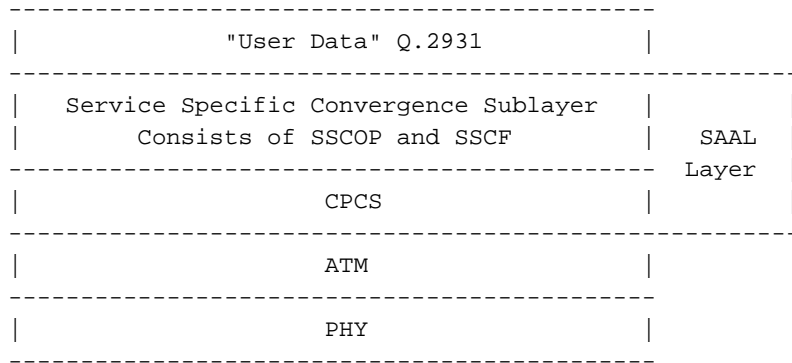 "User Data" Q.2931
Service Specific Convergence Sublayer
Consists of SSCOP and SSCF
SAAL
Layer
CPCS
ATM
PHY